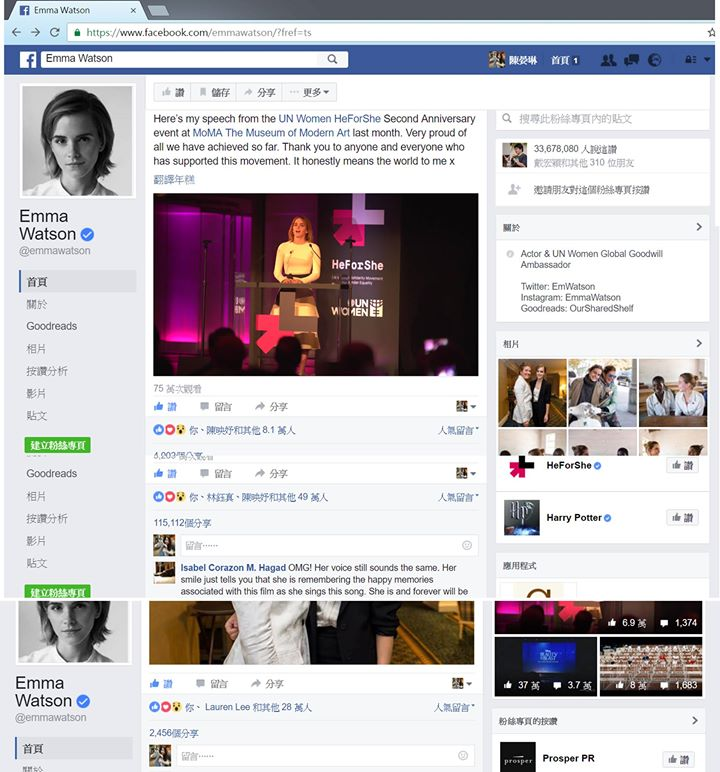 Emma Watson
https://www.facebook.com/emmawatson/?fref=ts
Emma Watson
首頁 1
讚
儲存
分享
更多
Here's my speech from the UN Women HeForShe Second Anniversary
event at MoMA The Museum of Modern Art last month. Very proud of
all we have achieved so far. Thank you to anyone and everyone who
has supported this movement. It honestly means the world to me x
翻譯年糕
HeForShe
UN
WOMEN
75 萬次觀看
讚 留言 分享
你、陳映妤和其他 8.1 萬人 人氣留言
讚 留言 分享
你、林鈺真、陳映妤和其他 49 萬人 人氣留言
115,112個分享
留言······
Isabel Corazon M. Hagad OMG! Her voice still sounds the same. Her
smile just tells you that she is remembering the happy memories
associated with this film as she sings this song. She is and forever will be
Emma
Watson
@emmawatson
首頁
關於
Goodreads
相片
按讚分析
影片
貼文
建立粉絲專頁
Goodreads
相片
按讚分析
影片
貼文
建立粉絲專頁
搜尋此粉絲專頁內的貼文
33,678,080 人說這讚
戴宏穎和其他 310 位朋友
邀請朋友對這個粉絲專頁按讚
關於
Actor & UN Women Global Goodwill
Ambassador
Twitter: EmWatson
Instagram: EmmaWatson
Goodreads: OurSharedShelf
相片
HeForShe 讚
Harry Potter 讚
應用程式
Emma
Watson
@emmawatson
首頁
讚 留言 分享
你、 Lauren Lee 和其他 28 萬人 人氣留言
2,456個分享
留言······
6.9 萬 1,374
37 萬 3.7 萬
8 萬 1,683
粉絲專頁的按讚
prosper
Prosper PR 讚